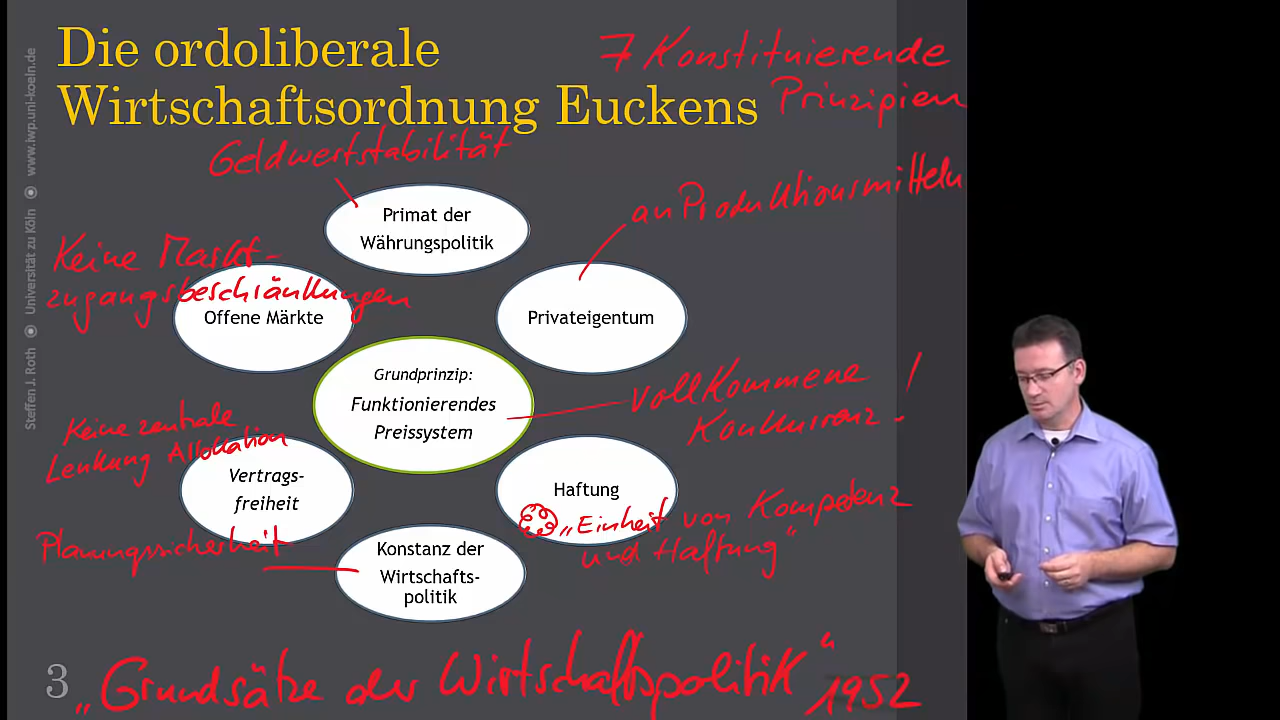 Die ordoliberale
Wirtschaftsordnung Euckens
7 Konstituierende
Prinzipien
Geldwertstabilität
Primat der
Währungspolitik
an Produktionsmitteln
Keine Markt-
zugangsbeschränkungen
Offene Märkte
Privateigentum
Grundprinzip:
Funktionierendes
Preissystem
vollkommene
Konkurrenz!
Keine zentrale
Lenkung Allokation
Vertrags-
freiheit
Haftung
„Einheit von Kompetenz
und Haftung"
Planungssicherheit
Konstanz der
Wirtschafts-
politik
3
„Grundsätze der Wirtschaftspolitik" 1952
Steffen J. Roth Universität zu Köln www.iwp.uni-koeln.de